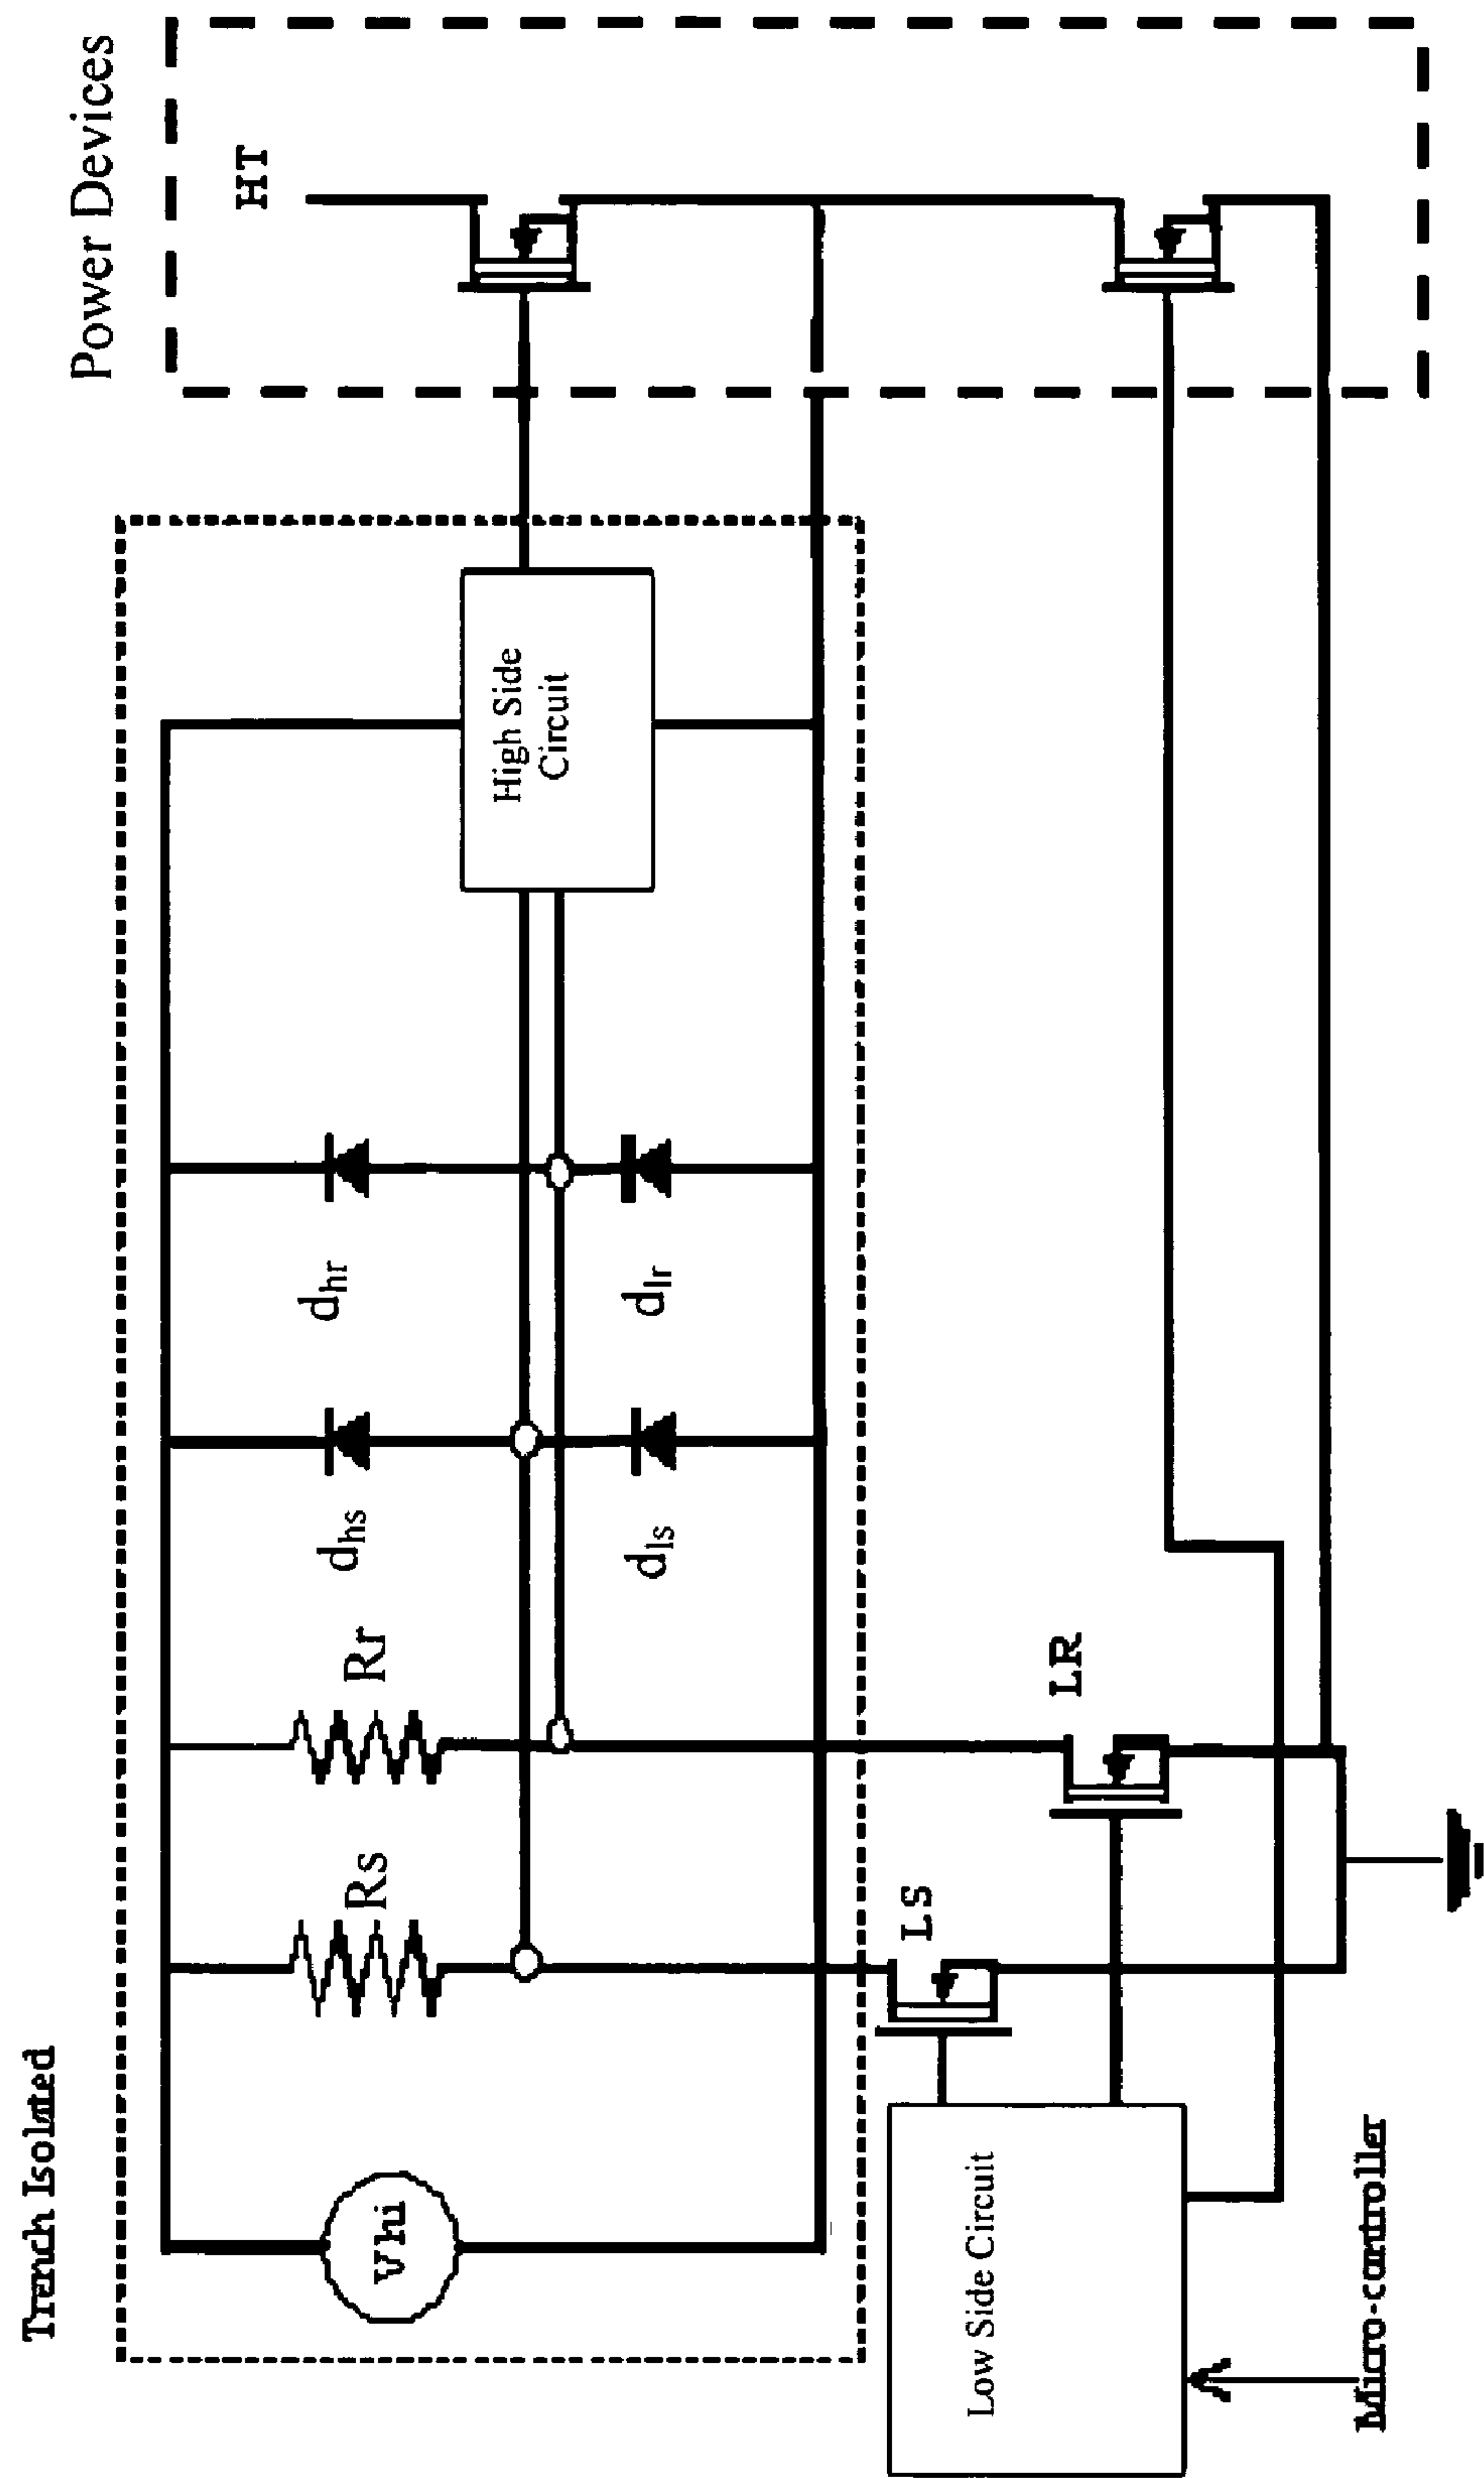 Trench Isolated
Power Devices
HT
Vhi
Rs
Rr
dhs
dhr
dls
dlr
High Side
Circuit
LS
LR
Low Side Circuit
Micro-controller